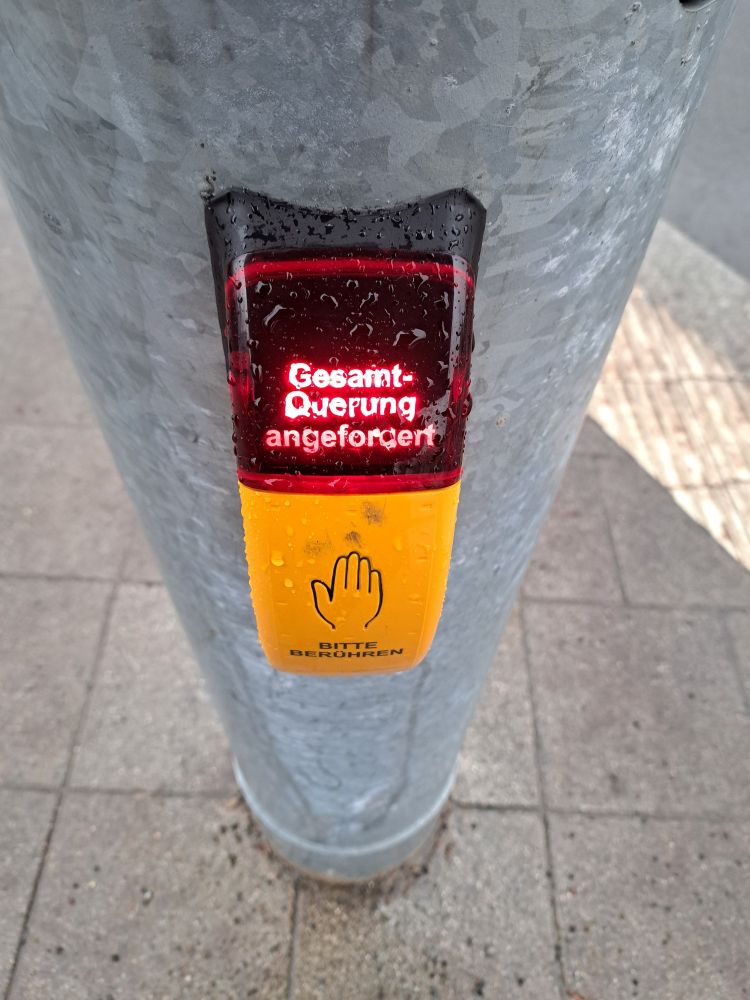 Gesamt-
Querung
angefordert
BITTE
BERÜHREN